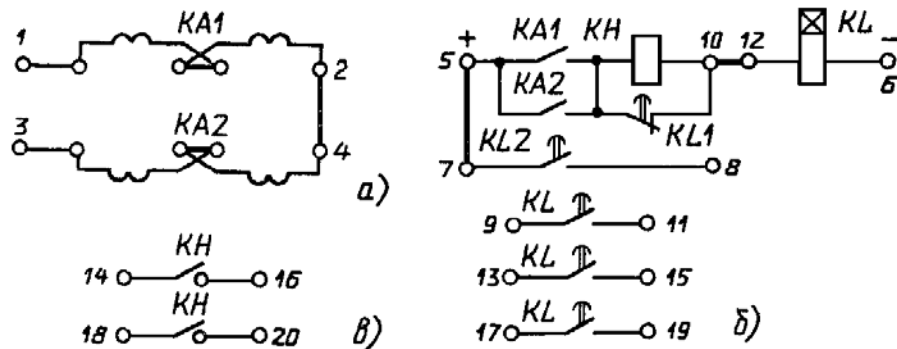 KA1
1
2
3
KA2
4
а)
KA1 KH
+
5
10 12
KL
−
6
KA2
KL1
KL2
7
8
9 KL 11
13 KL 15
17 KL 19
б)
KH
14 16
KH
18 20
в)